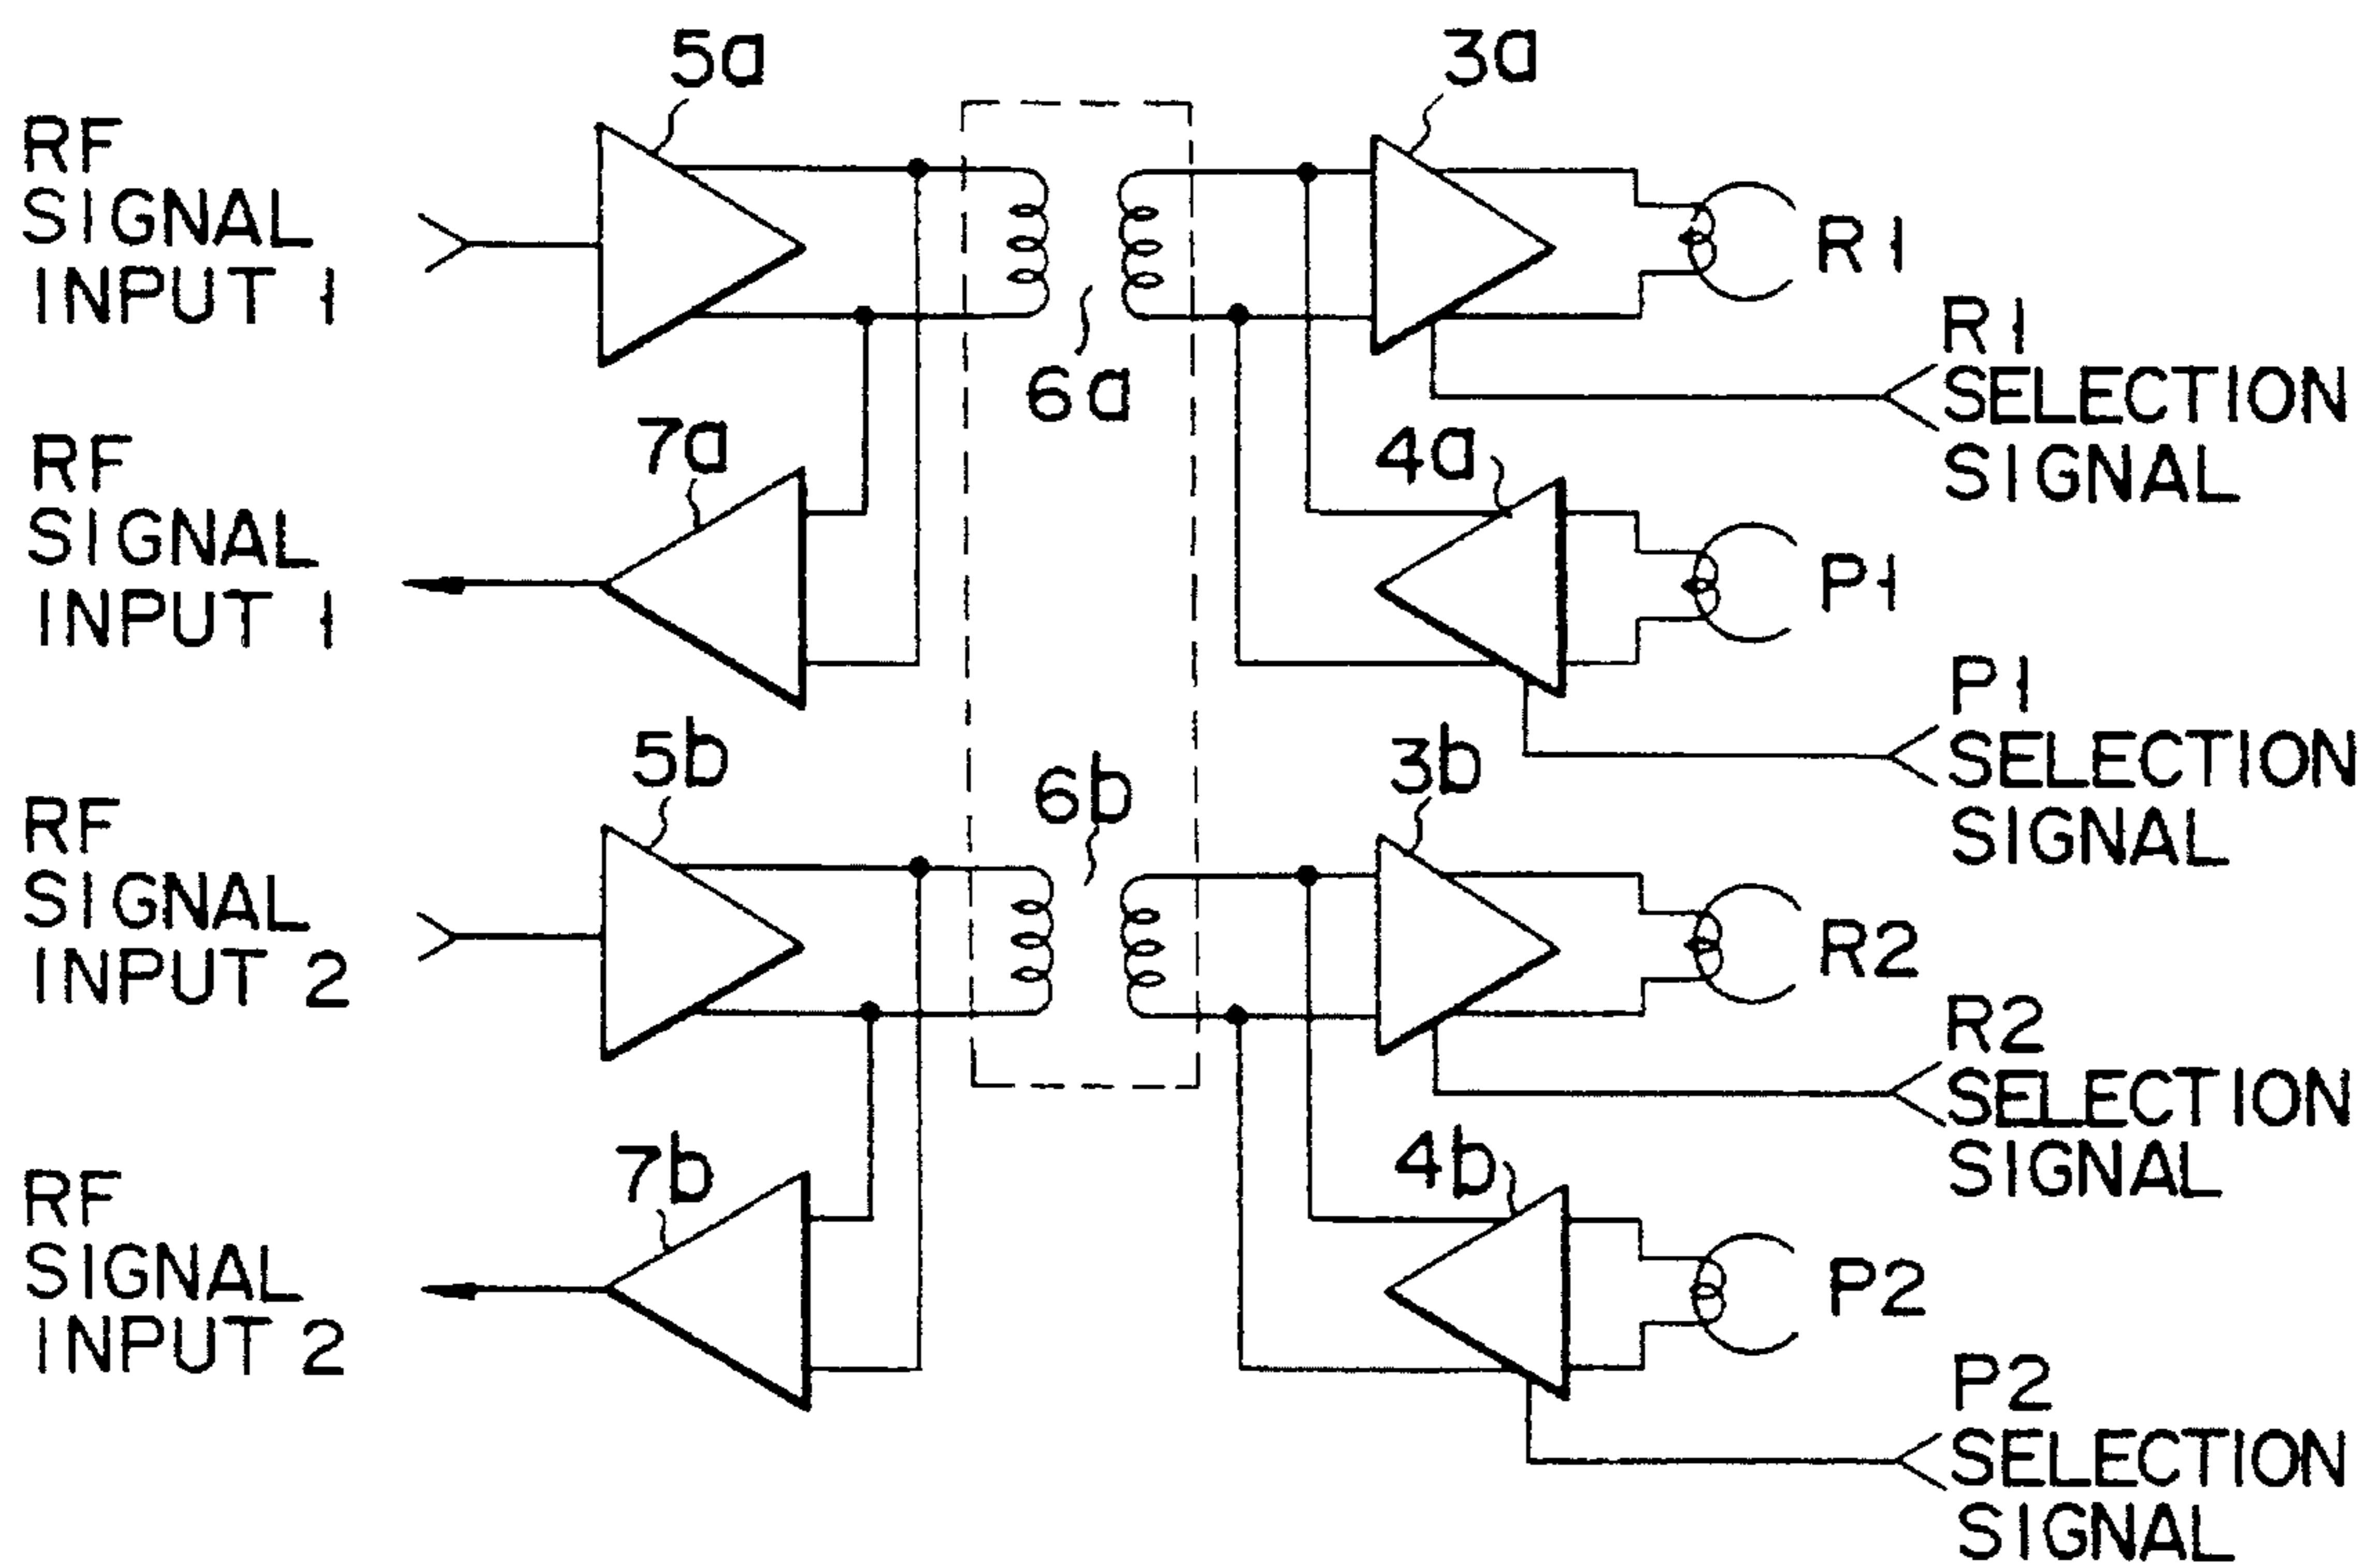 5a
3a
RF
SIGNAL
INPUT 1
R1
R1
SELECTION
SIGNAL
6a
7a
4a
RF
SIGNAL
INPUT 1
P1
P1
SELECTION
SIGNAL
5b
6b
3b
RF
SIGNAL
INPUT 2
R2
R2
SELECTION
SIGNAL
7b
4b
RF
SIGNAL
INPUT 2
P2
P2
SELECTION
SIGNAL